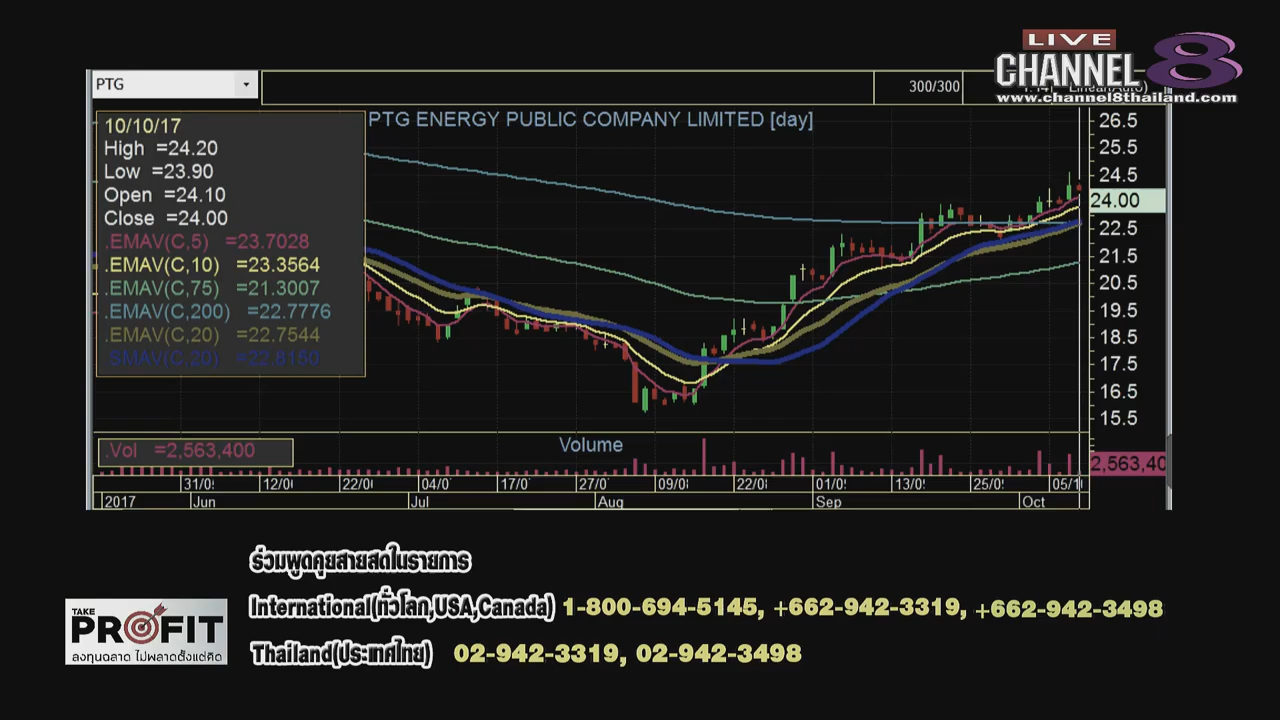 LIVE
CHANNEL 8
www.channel8thailand.com
PTG
300/300
PTG ENERGY PUBLIC COMPANY LIMITED [day]
10/10/17
High =24.20
Low =23.90
Open =24.10
Close =24.00
.EMAV(C,5) =23.7028
.EMAV(C,10) =23.3564
.EMAV(C,75) =21.3007
.EMAV(C,200) =22.7776
.EMAV(C,20) =22.7544
.SMAV(C,20) =22.8150
26.5
25.5
24.5
24.00
22.5
21.5
20.5
19.5
18.5
17.5
16.5
15.5
Volume
.Vol =2,563,400
2,563,40
31/0 12/0 22/0 04/0 17/0 27/0 09/0 22/0 01/0 13/0 25/0 05/1
2017 Jun Jul Aug Sep Oct
ร่วมพูดคุยสายสดในรายการ
International(ทั่วโลก,USA,Canada) 1-800-694-5145, +662-942-3319, +662-942-3498
Thailand(ประเทศไทย) 02-942-3319, 02-942-3498
TAKE
PROFIT
ลงทุนฉลาด ไม่พลาดตั้งแต่คิด